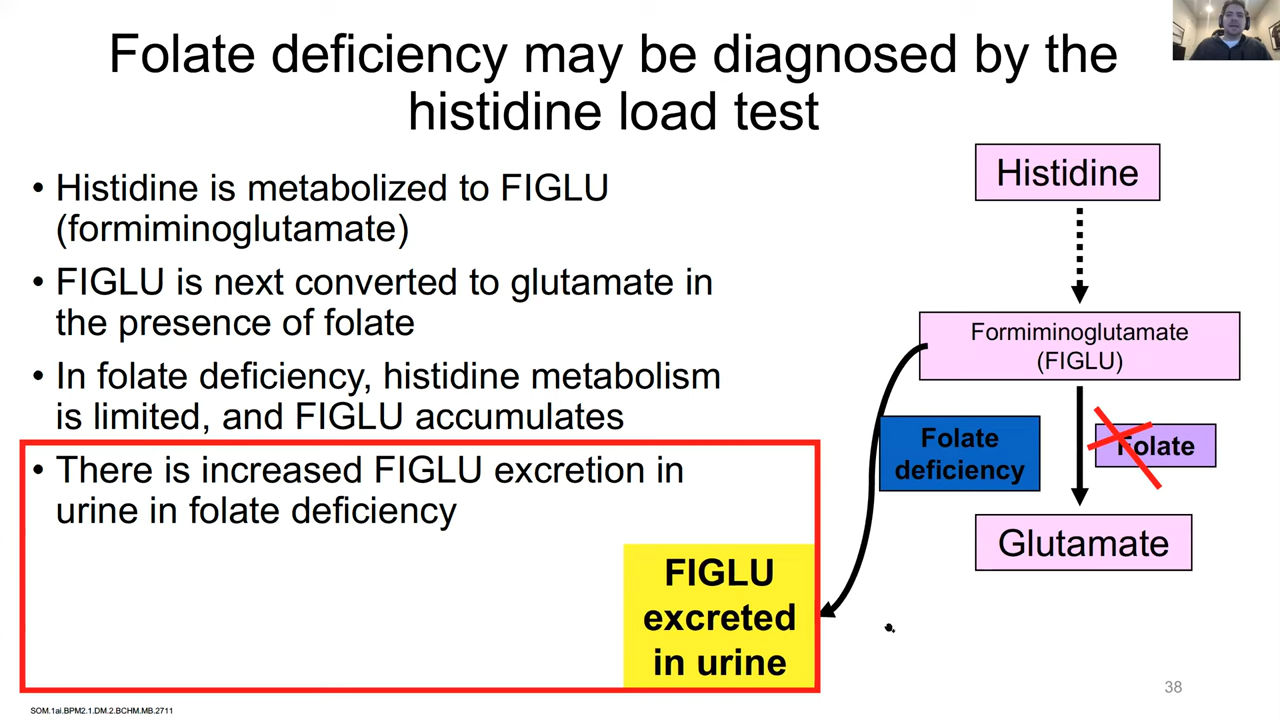 Folate deficiency may be diagnosed by the
histidine load test
• Histidine is metabolized to FIGLU
(formiminoglutamate)
• FIGLU is next converted to glutamate in
the presence of folate
• In folate deficiency, histidine metabolism
is limited, and FIGLU accumulates
• There is increased FIGLU excretion in
urine in folate deficiency
FIGLU
excreted
in urine
Histidine
Formiminoglutamate
(FIGLU)
Folate
deficiency
Folate
Glutamate
38
SOM.1ai.BPM2.1.DM.2.BCHM.MB.2711